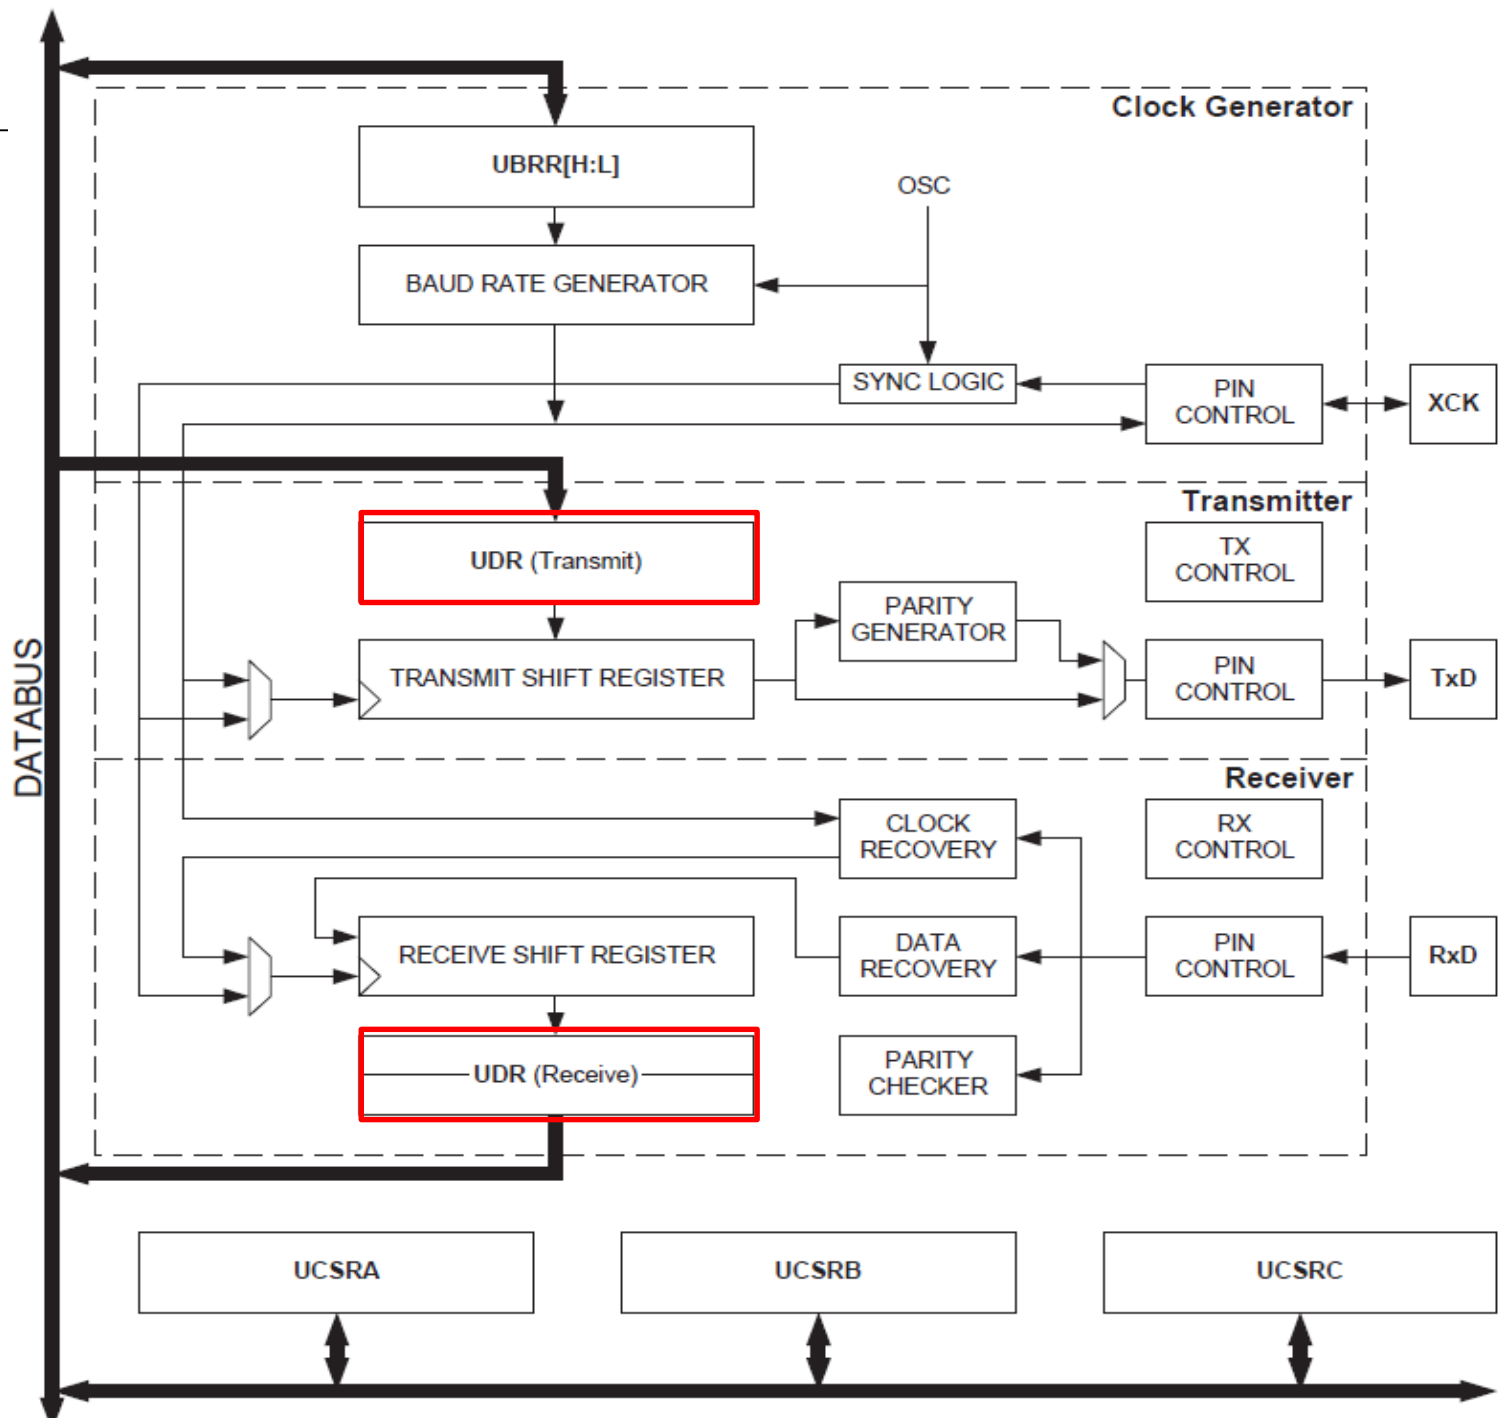 Clock Generator
UBRR[H:L]
OSC
BAUD RATE GENERATOR
SYNC LOGIC
PIN
CONTROL
XCK
Transmitter
UDR (Transmit)
TX
CONTROL
PARITY
GENERATOR
TRANSMIT SHIFT REGISTER
PIN
CONTROL
TxD
DATABUS
Receiver
CLOCK
RECOVERY
RX
CONTROL
RECEIVE SHIFT REGISTER
DATA
RECOVERY
PIN
CONTROL
RxD
UDR (Receive)
PARITY
CHECKER
UCSRA
UCSRB
UCSRC